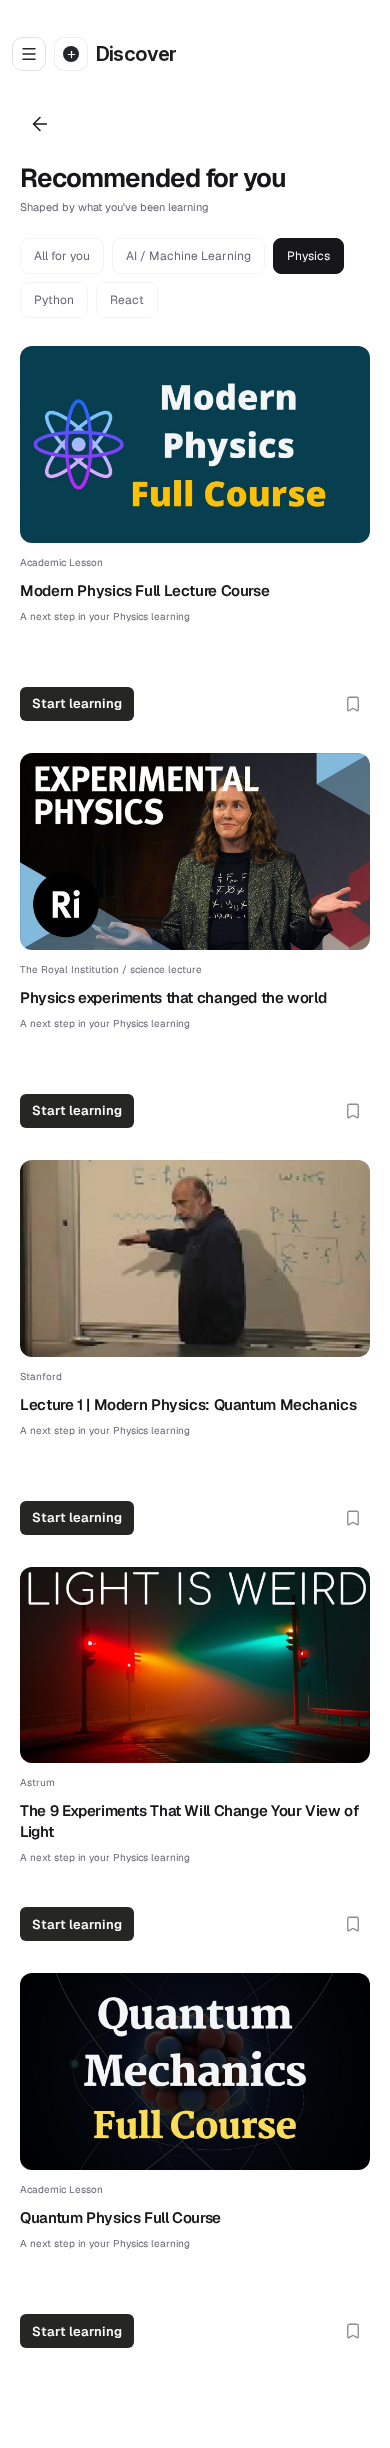 Discover
Recommended for you
Shaped by what you've been learning
All for you
AI / Machine Learning
Physics
Python
React
Modern
Physics
Full Course
Academic Lesson
Modern Physics Full Lecture Course
A next step in your Physics learning
Start learning
EXPERIMENTAL
PHYSICS
Ri
The Royal Institution / science lecture
Physics experiments that changed the world
A next step in your Physics learning
Start learning
Stanford
Lecture 1 | Modern Physics: Quantum Mechanics
A next step in your Physics learning
Start learning
LIGHT IS WEIRD
Astrum
The 9 Experiments That Will Change Your View of
Light
A next step in your Physics learning
Start learning
Quantum
Mechanics
Full Course
Academic Lesson
Quantum Physics Full Course
A next step in your Physics learning
Start learning